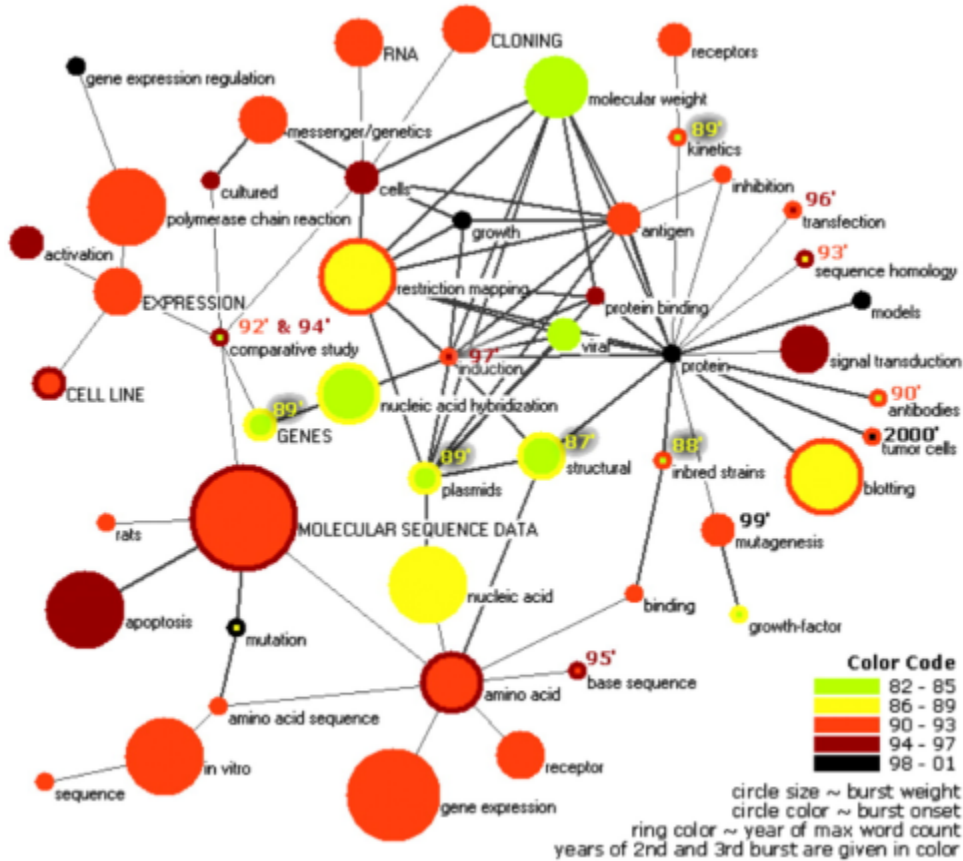 RNA
CLONING
receptors
gene expression regulation
molecular weight
messenger/genetics
89'
kinetics
cultured
cells
inhibition
polymerase chain reaction
96'
transfection
growth
antigen
activation
93'
sequence homology
restriction mapping
EXPRESSION
protein binding
models
92' & 94'
comparative study
viral
97'
induction
protein
signal transduction
CELL LINE
90'
antibodies
89'
GENES
nucleic acid hybridization
2000'
tumor cells
87'
structural
88'
inbred strains
89'
plasmids
blotting
MOLECULAR SEQUENCE DATA
99'
mutagenesis
rats
nucleic acid
binding
apoptosis
growth-factor
mutation
95'
base sequence
amino acid
amino acid sequence
in vitro
receptor
sequence
gene expression
Color Code
82 - 85
86 - 89
90 - 93
94 - 97
98 - 01
circle size ~ burst weight
circle color ~ burst onset
ring color ~ year of max word count
years of 2nd and 3rd burst are given in color